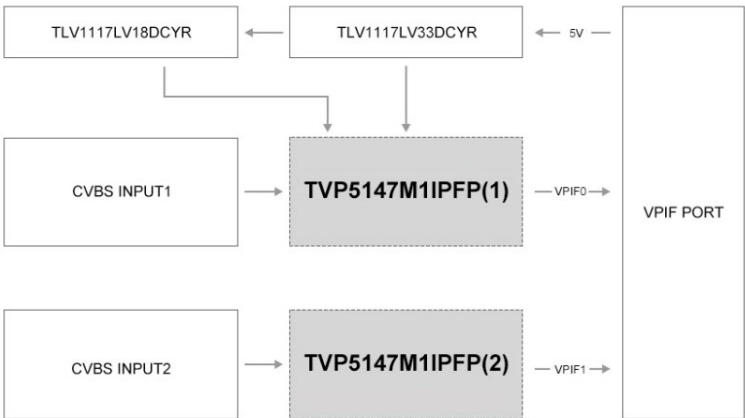 TLV1117LV18DCYR
TLV1117LV33DCYR
5V
CVBS INPUT1
TVP5147M1IPFP(1)
VPIF0
VPIF PORT
CVBS INPUT2
TVP5147M1IPFP(2)
VPIF1